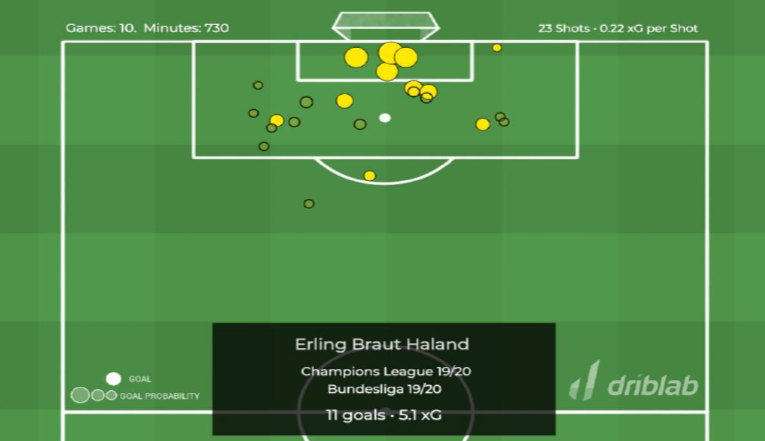 Games: 10. Minutes: 730
23 Shots - 0.22 xG per Shot
Erling Braut Haland
Champions League 19/20
Bundesliga 19/20
11 goals • 5.1 xG
GOAL
GOAL PROBABILITY
driblab